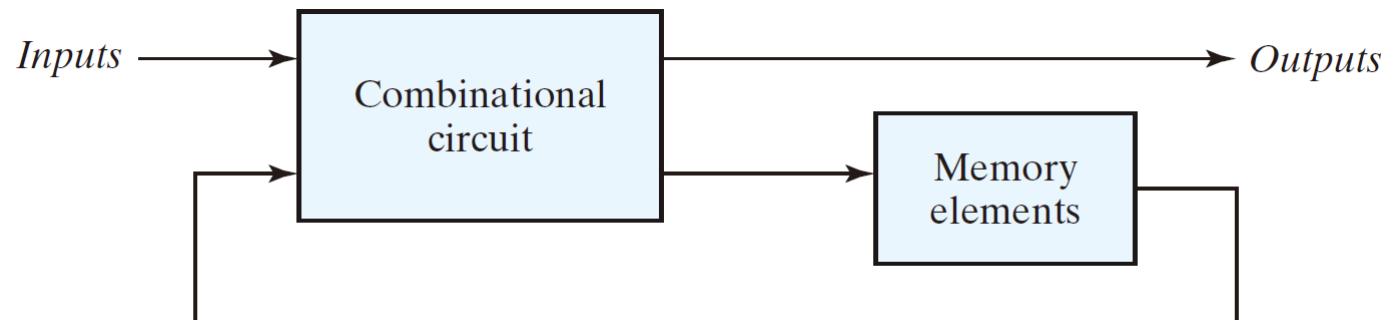 Inputs
Combinational
circuit
Outputs
Memory
elements